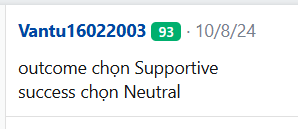 Vantu16022003 93 · 10/8/24
outcome chọn Supportive
success chọn Neutral